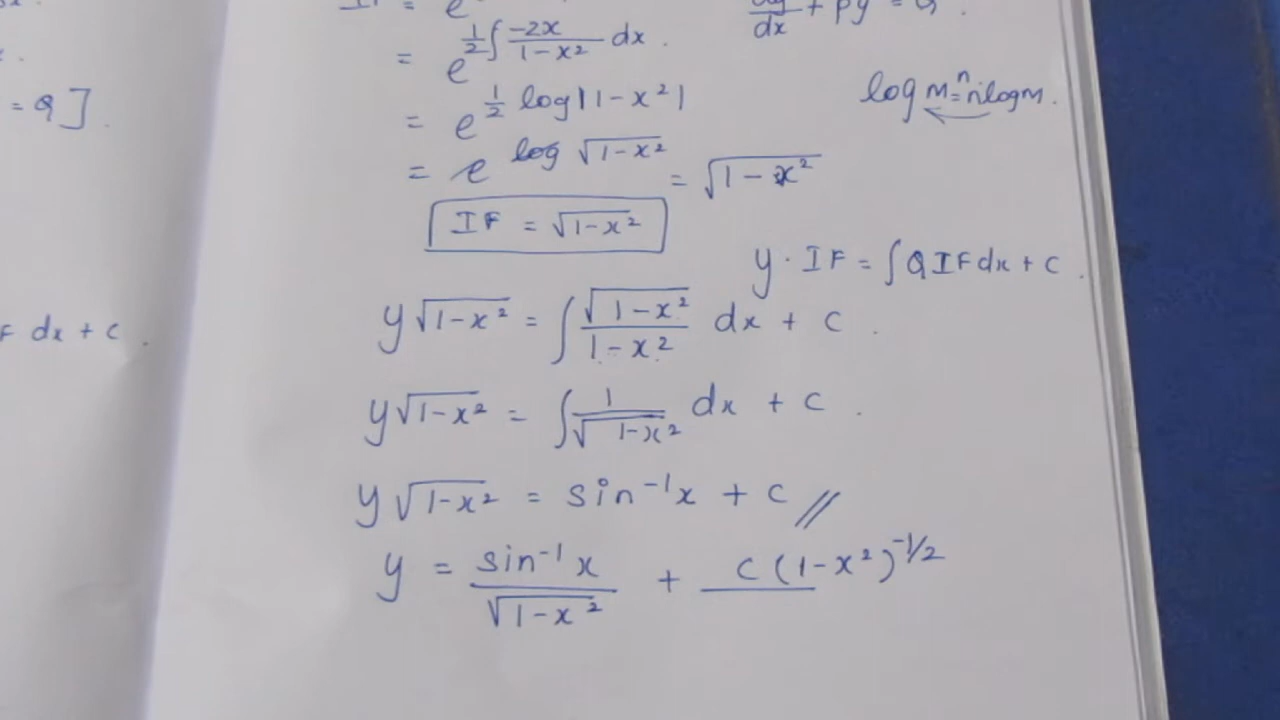 = Q ]
F dx + c .
IF = e
dy/dx + py = Q .
= e^{1/2 ∫ -2x/(1-x²) dx} .
= e^{1/2 log|1-x²|}
log mⁿ = n log m .
= e^{log √(1-x²)} = √(1-x²)
IF = √(1-x²)
y · IF = ∫ Q IF dx + c .
y √(1-x²) = ∫ √(1-x²)/(1-x²) dx + c .
y √(1-x²) = ∫ 1/√(1-x²) dx + c .
y √(1-x²) = sin⁻¹x + c //
y = sin⁻¹x/√(1-x²) + c (1-x²)^{-1/2}